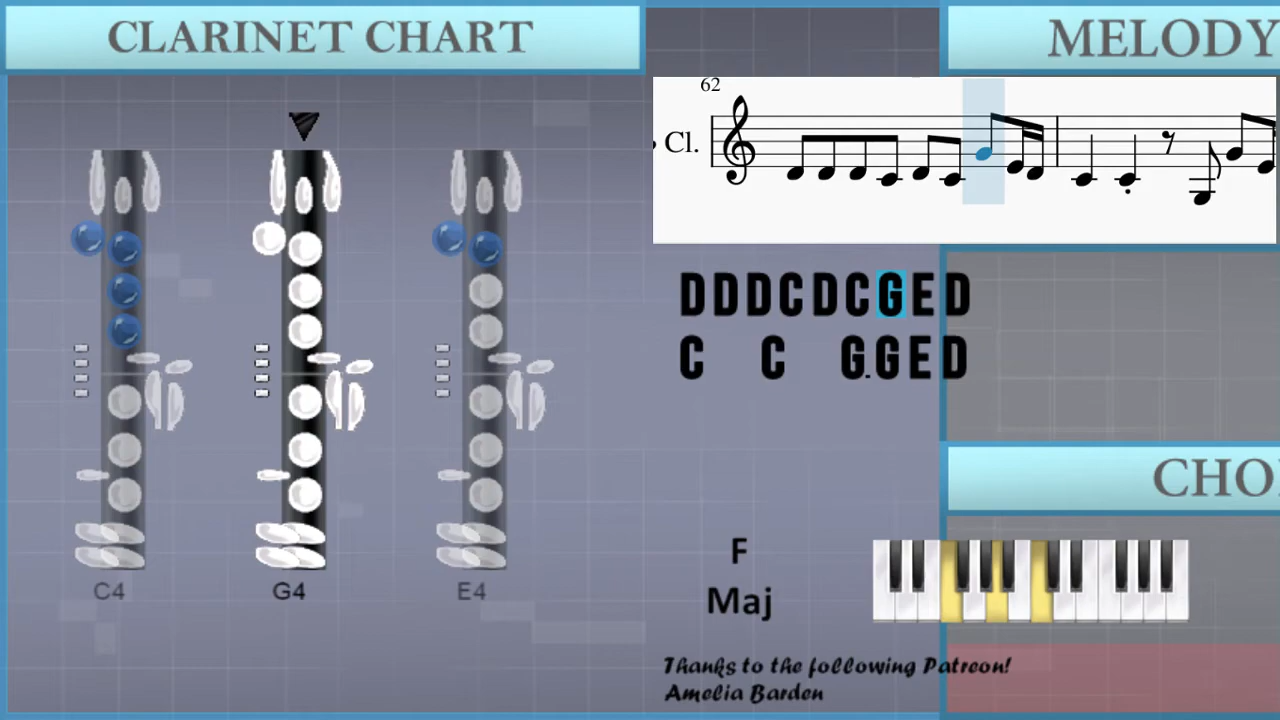 CLARINET CHART
MELODY
62
Cl.
DDDCDCGED
C C G.GED
C4 G4 E4
CHO
F
Maj
Thanks to the following Patreon!
Amelia Barden